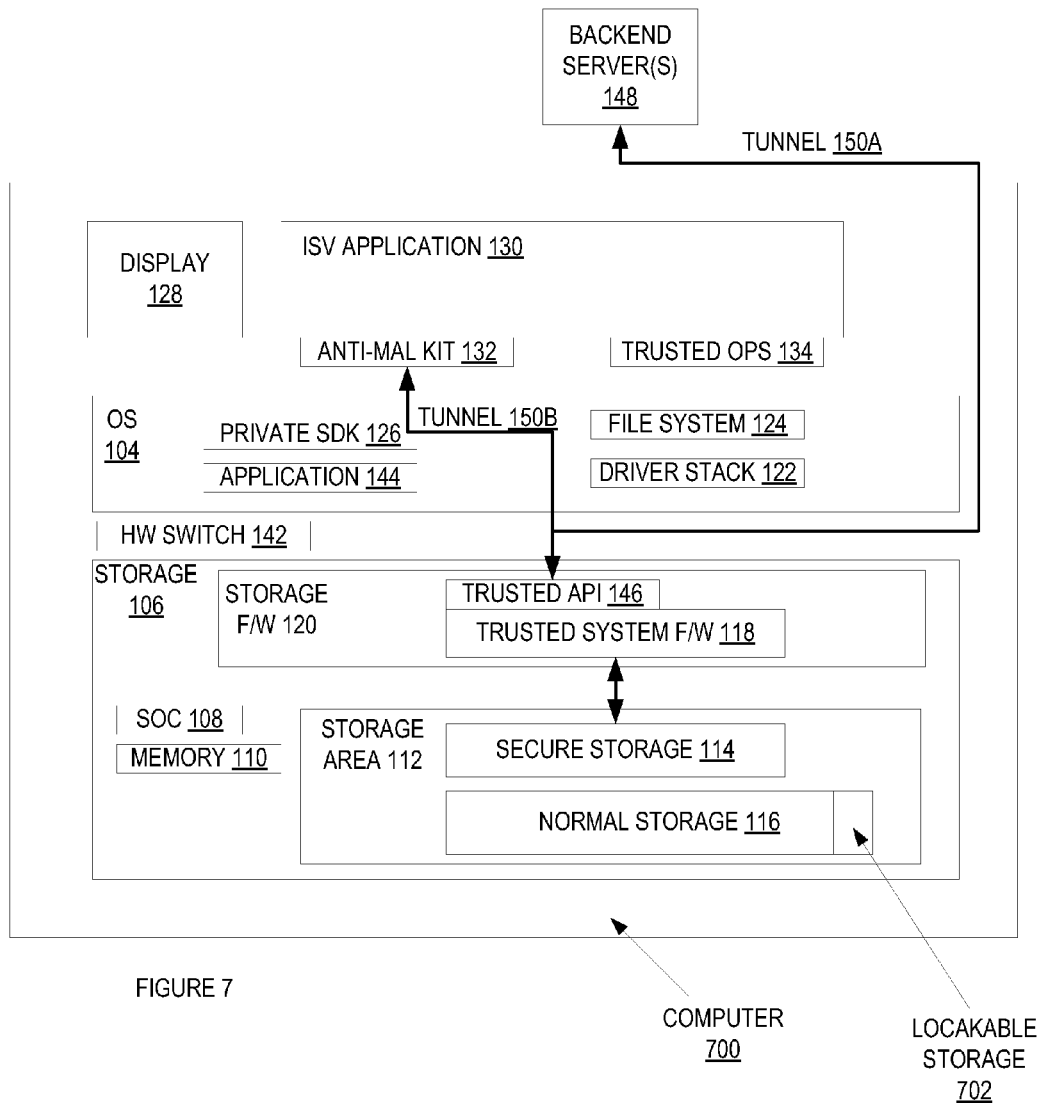 BACKEND
SERVER(S)
148
TUNNEL 150A
DISPLAY
128
ISV APPLICATION 130
ANTI-MAL KIT 132
TRUSTED OPS 134
OS
104
TUNNEL 150B
PRIVATE SDK 126
APPLICATION 144
FILE SYSTEM 124
DRIVER STACK 122
HW SWITCH 142
STORAGE
106
STORAGE
F/W 120
TRUSTED API 146
TRUSTED SYSTEM F/W 118
SOC 108
MEMORY 110
STORAGE
AREA 112
SECURE STORAGE 114
NORMAL STORAGE 116
FIGURE 7
COMPUTER
700
LOCAKABLE
STORAGE
702